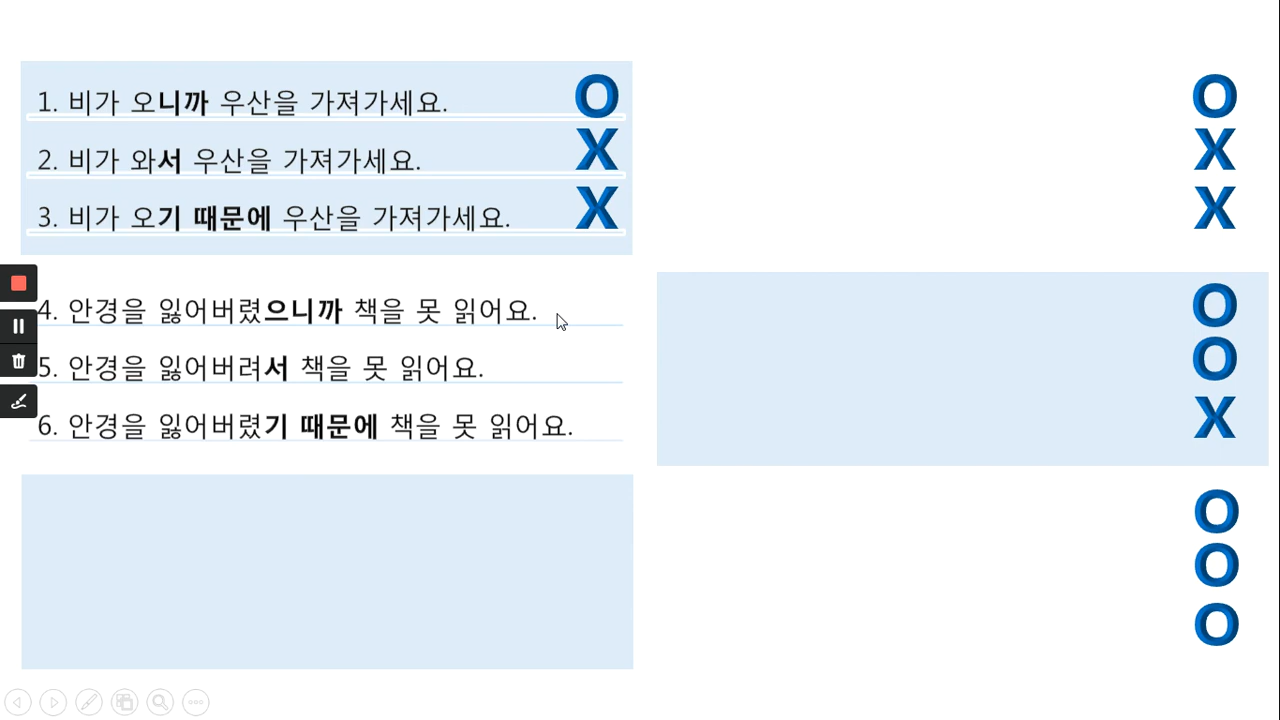 1. 비가 오니까 우산을 가져가세요. O
2. 비가 와서 우산을 가져가세요. X
3. 비가 오기 때문에 우산을 가져가세요. X
4. 안경을 잃어버렸으니까 책을 못 읽어요.
5. 안경을 잃어버려서 책을 못 읽어요.
6. 안경을 잃어버렸기 때문에 책을 못 읽어요.
O
X
X
O
O
X
O
O
O